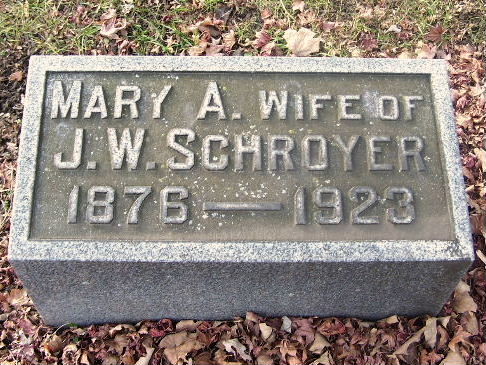 MARY A. WIFE OF
J. W. SCHROYER
1876 — 1923